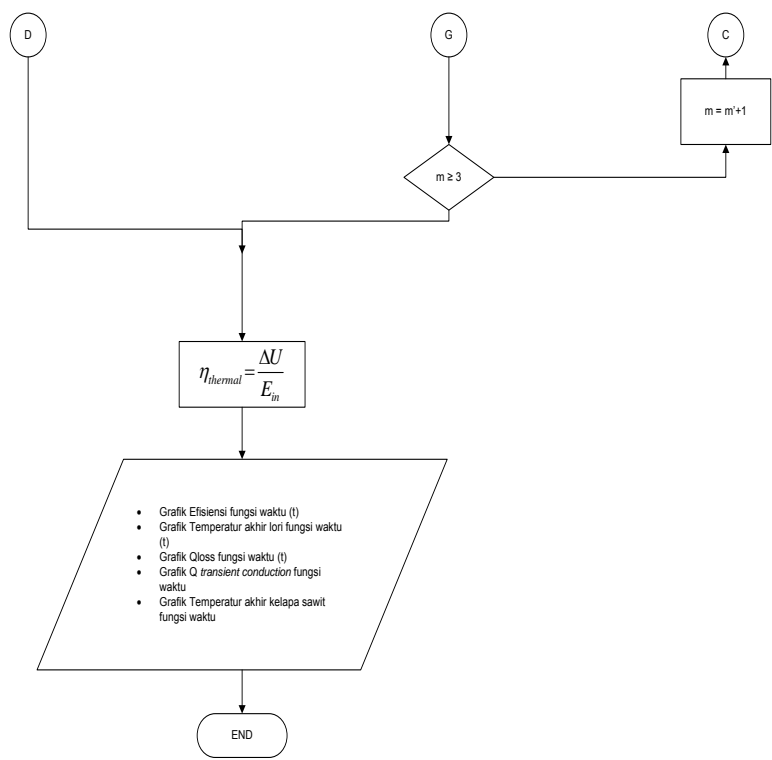 D
G
C
m = m'+1
m ≥ 3
η_thermal = ΔU / E_in
• Grafik Efisiensi fungsi waktu (t)
• Grafik Temperatur akhir lori fungsi waktu
(t)
• Grafik Qloss fungsi waktu (t)
• Grafik Q transient conduction fungsi
waktu
• Grafik Temperatur akhir kelapa sawit
fungsi waktu
END